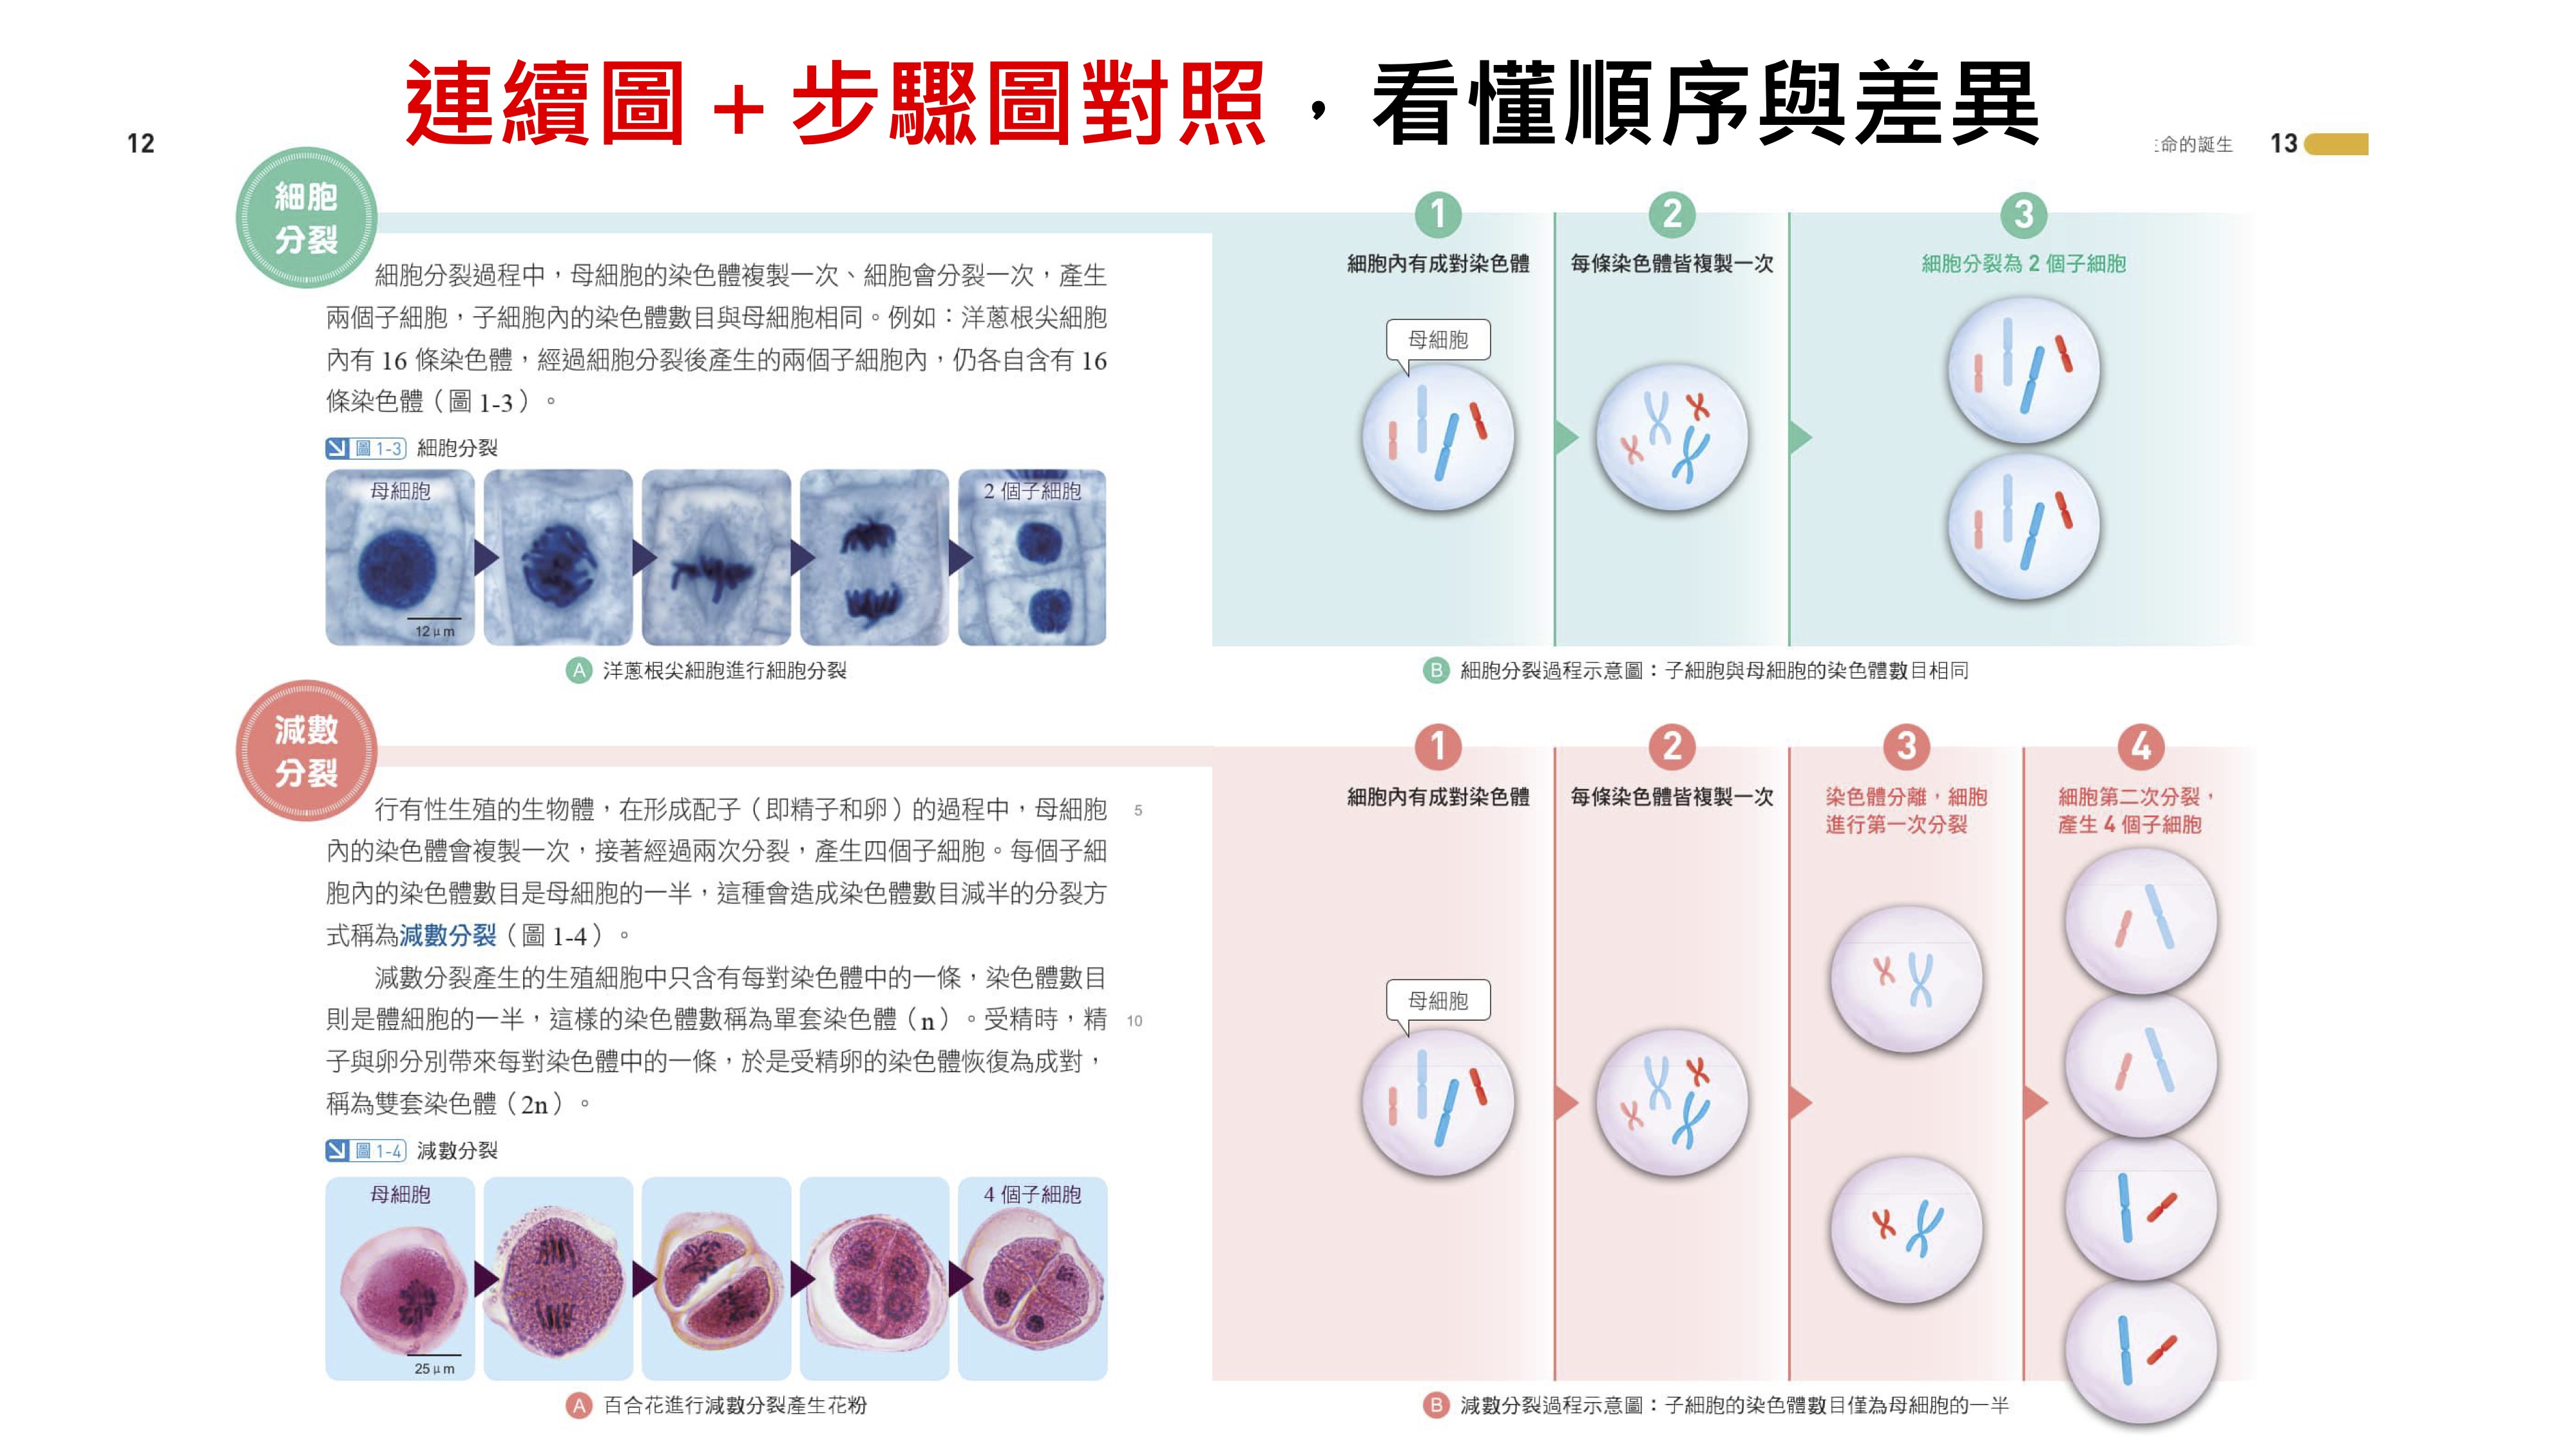 連續圖＋步驟圖對照，看懂順序與差異
12
命的誕生 13
細胞
分裂
細胞分裂過程中，母細胞的染色體複製一次、細胞會分裂一次，產生
兩個子細胞，子細胞內的染色體數目與母細胞相同。例如：洋蔥根尖細胞
內有 16 條染色體，經過細胞分裂後產生的兩個子細胞內，仍各自含有 16
條染色體（圖 1-3）。
圖 1-3 細胞分裂
母細胞
12 μm
2 個子細胞
A 洋蔥根尖細胞進行細胞分裂
1
細胞內有成對染色體
母細胞
2
每條染色體皆複製一次
3
細胞分裂為 2 個子細胞
B 細胞分裂過程示意圖：子細胞與母細胞的染色體數目相同
減數
分裂
行有性生殖的生物體，在形成配子（即精子和卵）的過程中，母細胞 5
內的染色體會複製一次，接著經過兩次分裂，產生四個子細胞。每個子細
胞內的染色體數目是母細胞的一半，這種會造成染色體數目減半的分裂方
式稱為減數分裂（圖 1-4）。
減數分裂產生的生殖細胞中只含有每對染色體中的一條，染色體數目
則是體細胞的一半，這樣的染色體數稱為單套染色體（n）。受精時，精 10
子與卵分別帶來每對染色體中的一條，於是受精卵的染色體恢復為成對，
稱為雙套染色體（2n）。
圖 1-4 減數分裂
母細胞
25 μm
4 個子細胞
A 百合花進行減數分裂產生花粉
1
細胞內有成對染色體
母細胞
2
每條染色體皆複製一次
3
染色體分離，細胞
進行第一次分裂
4
細胞第二次分裂，
產生 4 個子細胞
B 減數分裂過程示意圖：子細胞的染色體數目僅為母細胞的一半